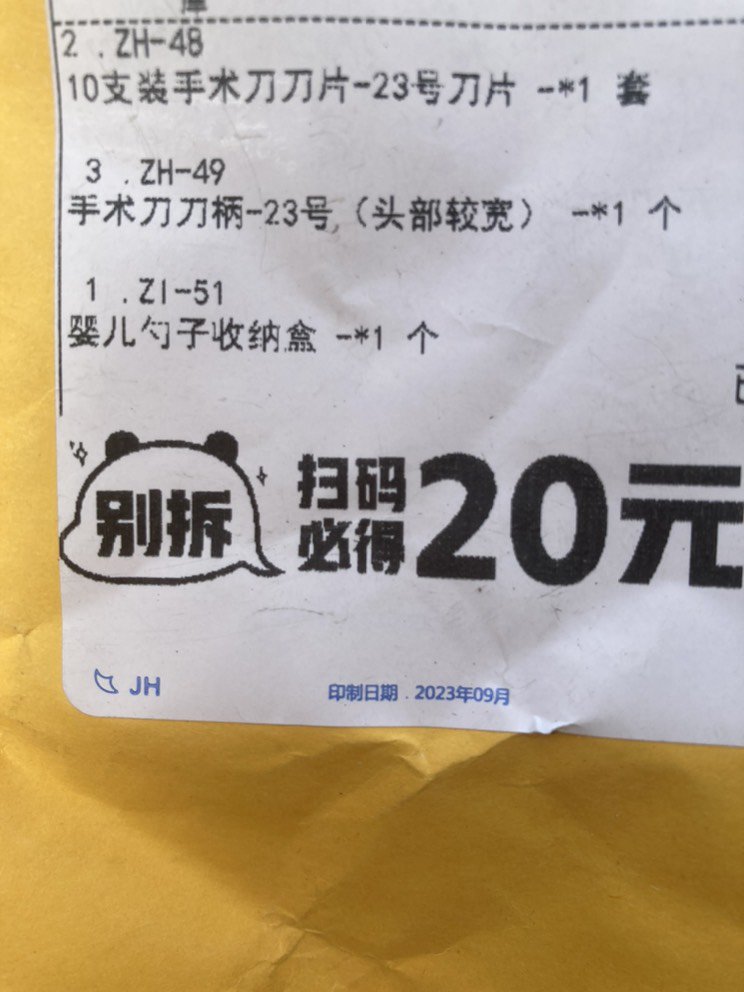 2 .ZH-48
10支装手术刀刀片-23号刀片 -*1 套
3 .ZH-49
手术刀刀柄-23号（头部较宽） -*1 个
1 .ZI-51
婴儿勺子收纳盒 -*1 个
别拆
扫码
必得20元
JH
印制日期：2023年09月